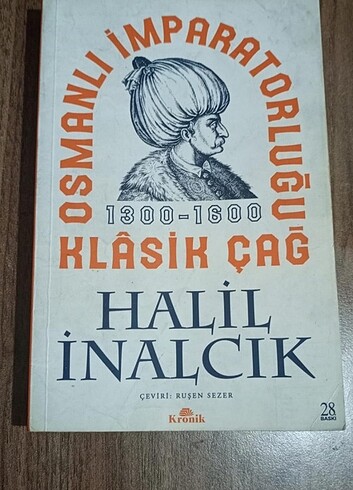 OSMANLI İMPARATORLUĞU
1300-1600
KLÂSİK ÇAĞ
HALİL
İNALCIK
ÇEVİRİ: RUŞEN SEZER
Kronik
28
BASKI